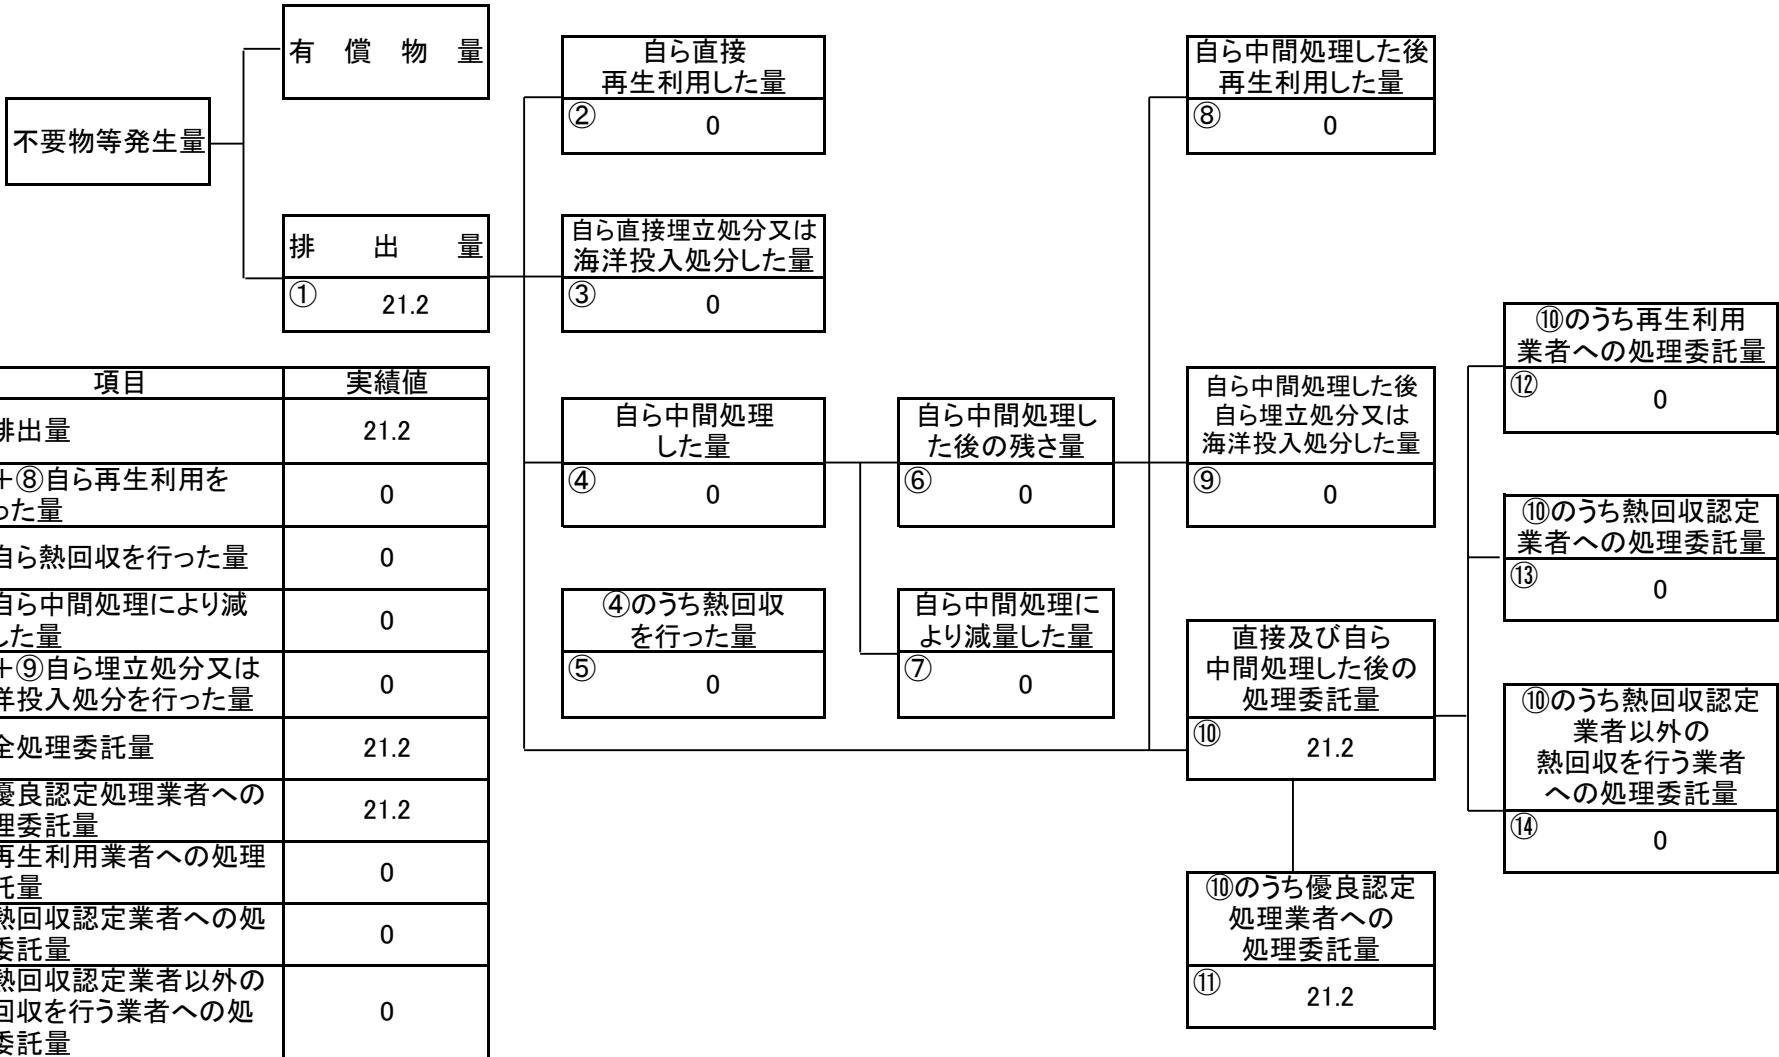 有償物量
不要物等発生量
排出量
① 21.2
自ら直接
再生利用した量
② 0
自ら直接埋立処分又は
海洋投入処分した量
③ 0
自ら中間処理
した量
④ 0
④のうち熱回収
を行った量
⑤ 0
自ら中間処理し
た後の残さ量
⑥ 0
自ら中間処理に
より減量した量
⑦ 0
自ら中間処理した後
再生利用した量
⑧ 0
自ら中間処理した後
自ら埋立処分又は
海洋投入処分した量
⑨ 0
直接及び自ら
中間処理した後の
処理委託量
⑩ 21.2
⑩のうち優良認定
処理業者への
処理委託量
⑪ 21.2
⑩のうち再生利用
業者への処理委託量
⑫ 0
⑩のうち熱回収認定
業者への処理委託量
⑬ 0
⑩のうち熱回収認定
業者以外の
熱回収を行う業者
への処理委託量
⑭ 0
項目 実績値
排出量 21.2
+⑧自ら再生利用を
った量 0
自ら熱回収を行った量 0
自ら中間処理により減
した量 0
+⑨自ら埋立処分又は
洋投入処分を行った量 0
全処理委託量 21.2
優良認定処理業者への
理委託量 21.2
再生利用業者への処理
託量 0
熱回収認定業者への処
委託量 0
熱回収認定業者以外の
回収を行う業者への処
委託量 0